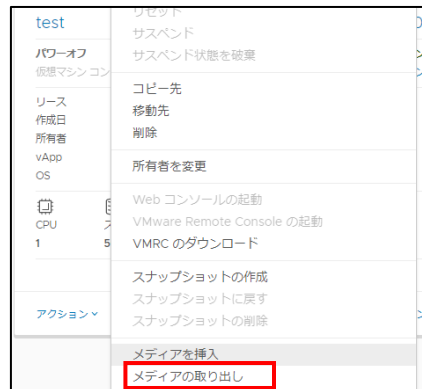 test
パワーオフ
仮想マシン コン
リース
作成日
所有者
vApp
OS
CPU
1
5
アクション
リセット
サスペンド
サスペンド状態を破棄
コピー先
移動先
削除
所有者を変更
Web コンソールの起動
VMware Remote Console の起動
VMRC のダウンロード
スナップショットの作成
スナップショットに戻す
スナップショットの削除
メディアを挿入
メディアの取り出し